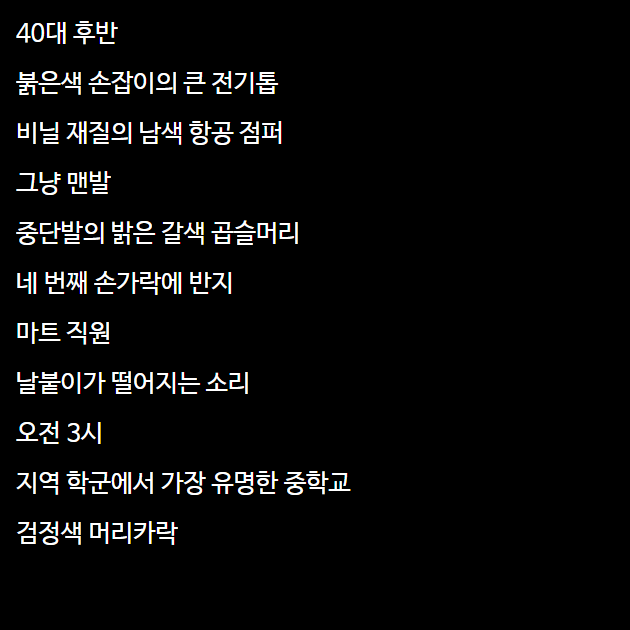 40대 후반
붉은색 손잡이의 큰 전기톱
비닐 재질의 남색 항공 점퍼
그냥 맨발
중단발의 밝은 갈색 곱슬머리
네 번째 손가락에 반지
마트 직원
날붙이가 떨어지는 소리
오전 3시
지역 학군에서 가장 유명한 중학교
검정색 머리카락